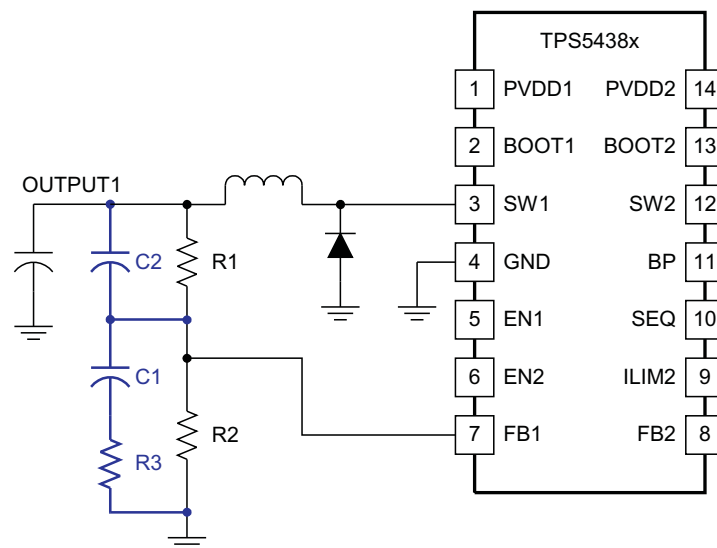 TPS5438x
1 PVDD1 PVDD2 14
2 BOOT1 BOOT2 13
OUTPUT1
3 SW1 SW2 12
C2 R1
4 GND BP 11
5 EN1 SEQ 10
C1
6 EN2 ILIM2 9
R2
7 FB1 FB2 8
R3